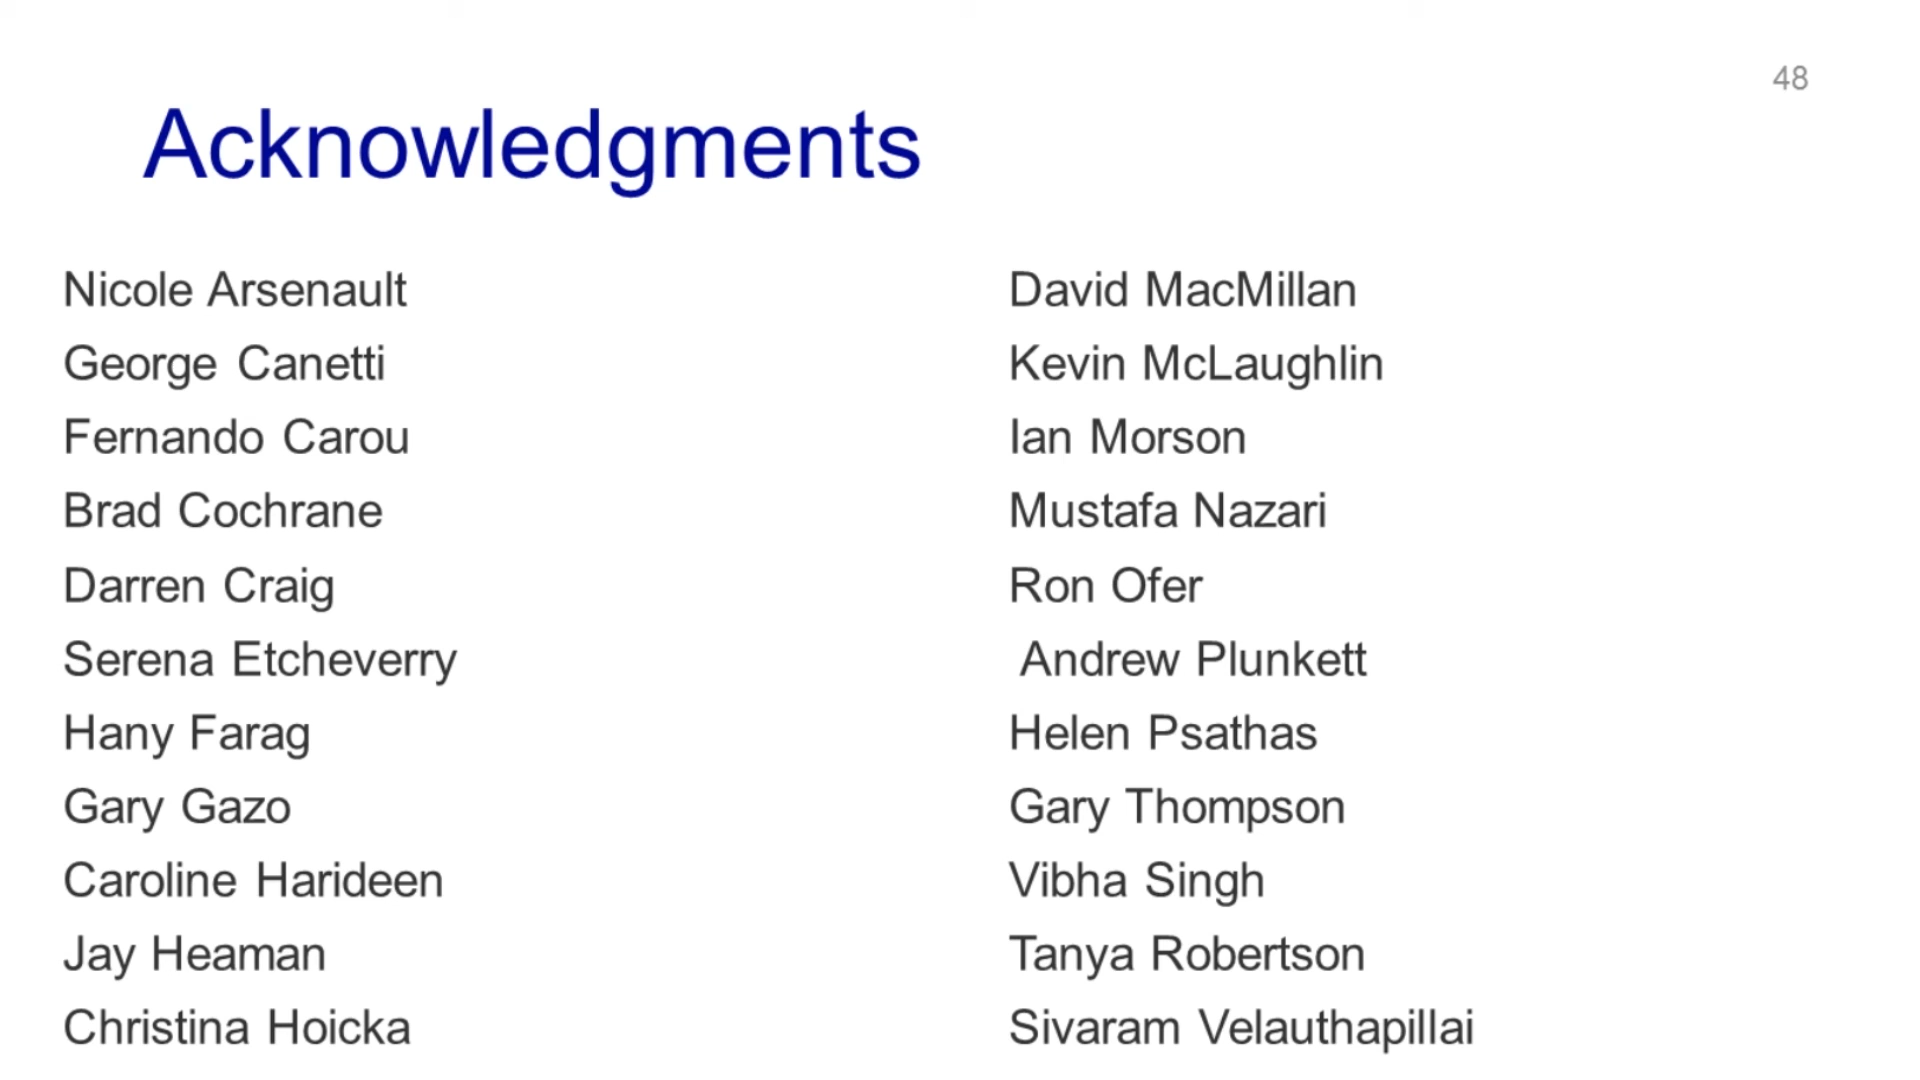 48
Acknowledgments
Nicole Arsenault
George Canetti
Fernando Carou
Brad Cochrane
Darren Craig
Serena Etcheverry
Hany Farag
Gary Gazo
Caroline Harideen
Jay Heaman
Christina Hoicka
David MacMillan
Kevin McLaughlin
Ian Morson
Mustafa Nazari
Ron Ofer
Andrew Plunkett
Helen Psathas
Gary Thompson
Vibha Singh
Tanya Robertson
Sivaram Velauthapillai